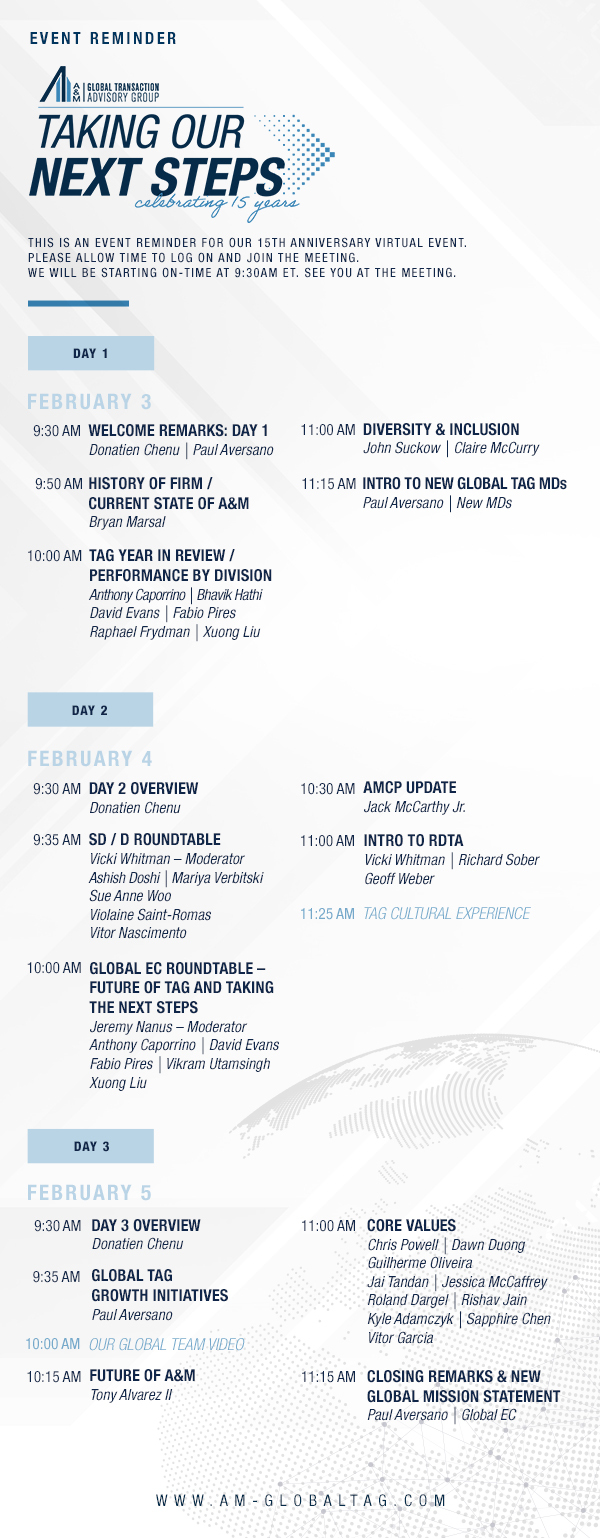 EVENT REMINDER
A&M | GLOBAL TRANSACTION
ADVISORY GROUP
TAKING OUR
NEXT STEPS
celebrating 15 years
THIS IS AN EVENT REMINDER FOR OUR 15TH ANNIVERSARY VIRTUAL EVENT.
PLEASE ALLOW TIME TO LOG ON AND JOIN THE MEETING.
WE WILL BE STARTING ON-TIME AT 9:30AM ET. SEE YOU AT THE MEETING.
DAY 1
FEBRUARY 3
9:30 AM WELCOME REMARKS: DAY 1
Donatien Chenu | Paul Aversano
9:50 AM HISTORY OF FIRM /
CURRENT STATE OF A&M
Bryan Marsal
10:00 AM TAG YEAR IN REVIEW /
PERFORMANCE BY DIVISION
Anthony Caporrino | Bhavik Hathi
David Evans | Fabio Pires
Raphael Frydman | Xuong Liu
11:00 AM DIVERSITY & INCLUSION
John Suckow | Claire McCurry
11:15 AM INTRO TO NEW GLOBAL TAG MDs
Paul Aversano | New MDs
DAY 2
FEBRUARY 4
9:30 AM DAY 2 OVERVIEW
Donatien Chenu
9:35 AM SD / D ROUNDTABLE
Vicki Whitman – Moderator
Ashish Doshi | Mariya Verbitski
Sue Anne Woo
Violaine Saint-Romas
Vitor Nascimento
10:00 AM GLOBAL EC ROUNDTABLE –
FUTURE OF TAG AND TAKING
THE NEXT STEPS
Jeremy Nanus – Moderator
Anthony Caporrino | David Evans
Fabio Pires | Vikram Utamsingh
Xuong Liu
10:30 AM AMCP UPDATE
Jack McCarthy Jr.
11:00 AM INTRO TO RDTA
Vicki Whitman | Richard Sober
Geoff Weber
11:25 AM TAG CULTURAL EXPERIENCE
DAY 3
FEBRUARY 5
9:30 AM DAY 3 OVERVIEW
Donatien Chenu
9:35 AM GLOBAL TAG
GROWTH INITIATIVES
Paul Aversano
10:00 AM OUR GLOBAL TEAM VIDEO
10:15 AM FUTURE OF A&M
Tony Alvarez II
11:00 AM CORE VALUES
Chris Powell | Dawn Duong
Guilherme Oliveira
Jai Tandan | Jessica McCaffrey
Roland Dargel | Rishav Jain
Kyle Adamczyk | Sapphire Chen
Vitor Garcia
11:15 AM CLOSING REMARKS & NEW
GLOBAL MISSION STATEMENT
Paul Aversano | Global EC
WWW.AM-GLOBALTAG.COM